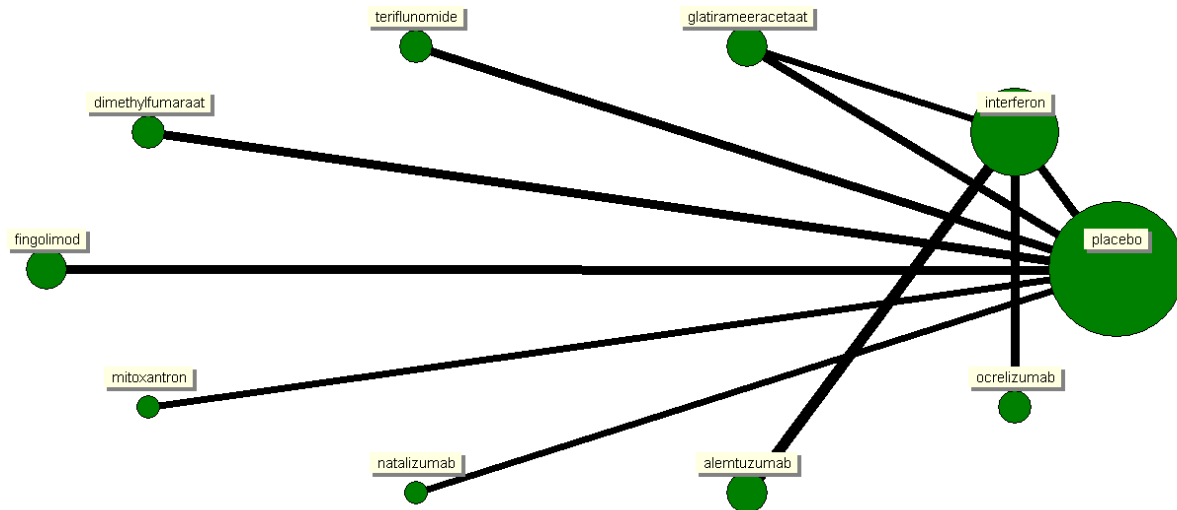 teriflunomide
glatirameeracetaat
dimethylfumaraat
interferon
fingolimod
placebo
mitoxantron
ocrelizumab
natalizumab
alemtuzumab